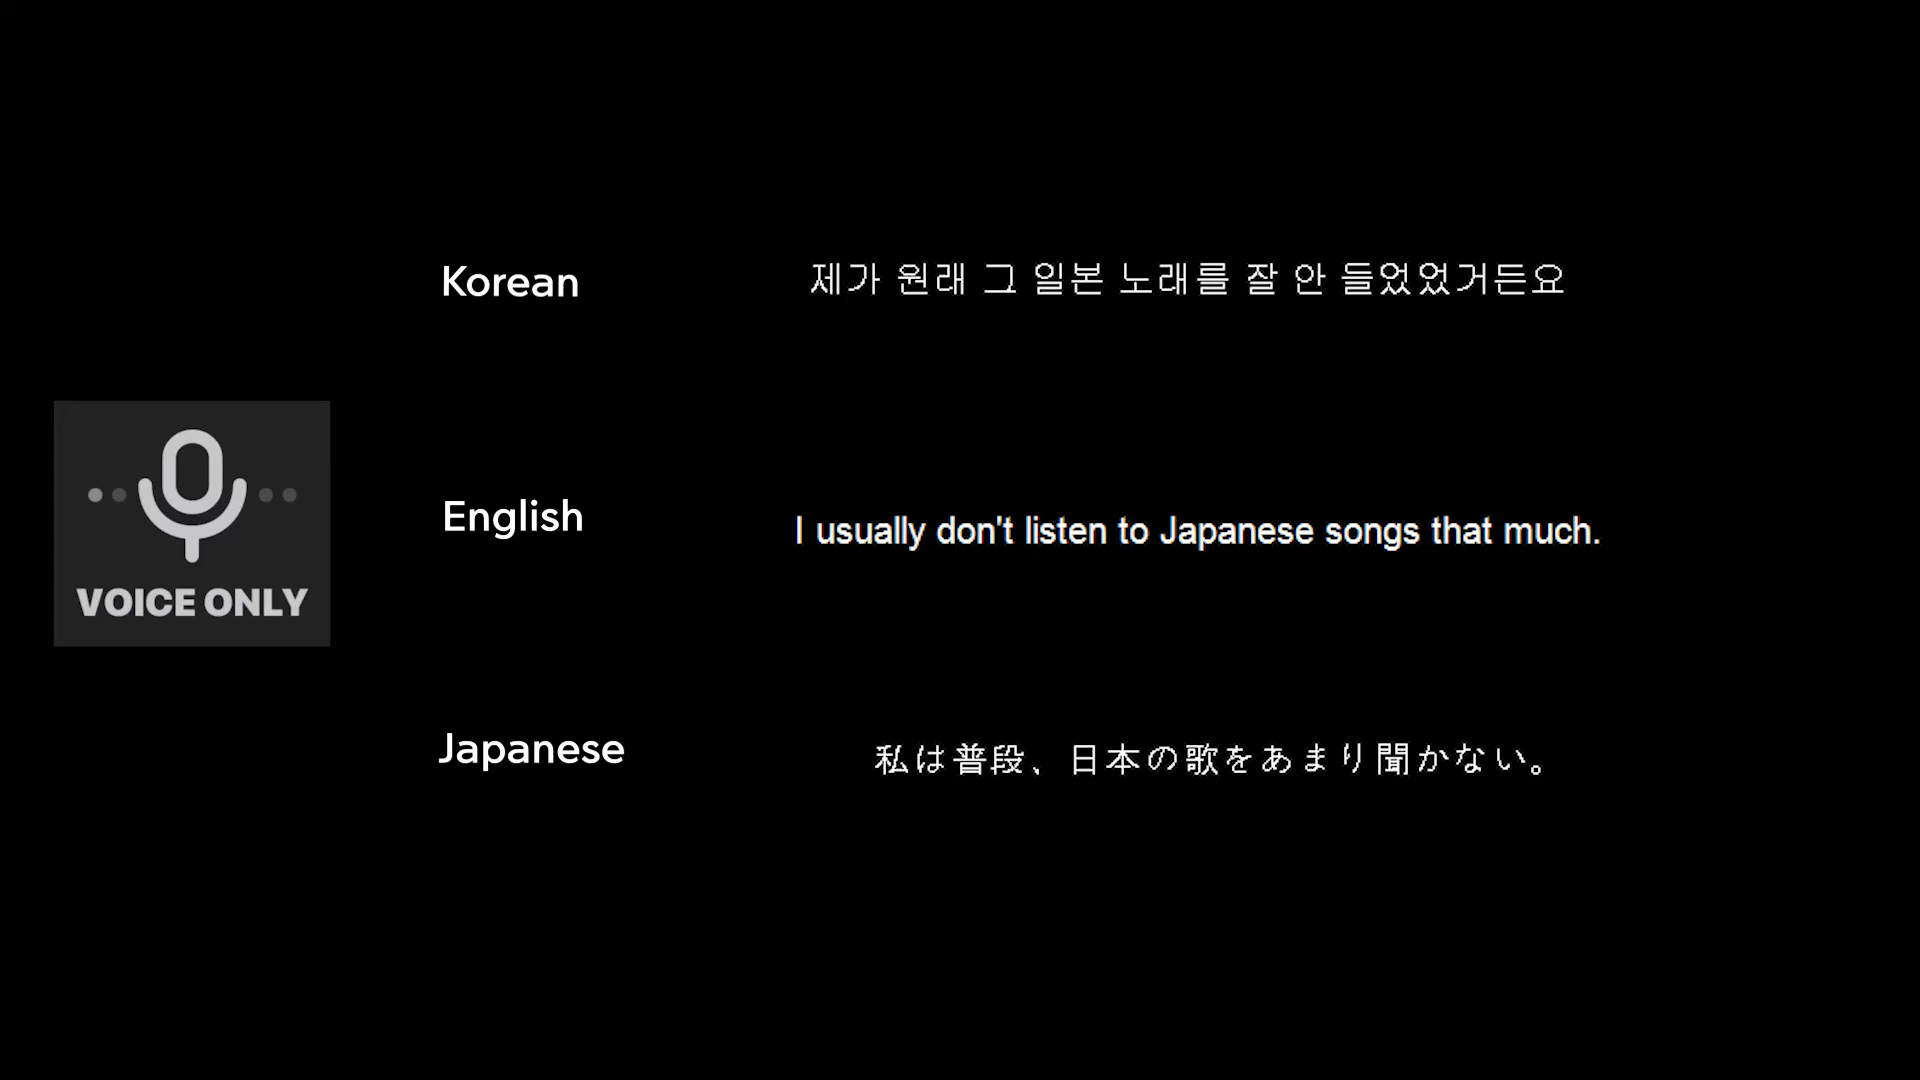 Korean
제가 원래 그 일본 노래를 잘 안 들었었거든요
VOICE ONLY
English
I usually don't listen to Japanese songs that much.
Japanese
私は普段、日本の歌をあまり聞かない。